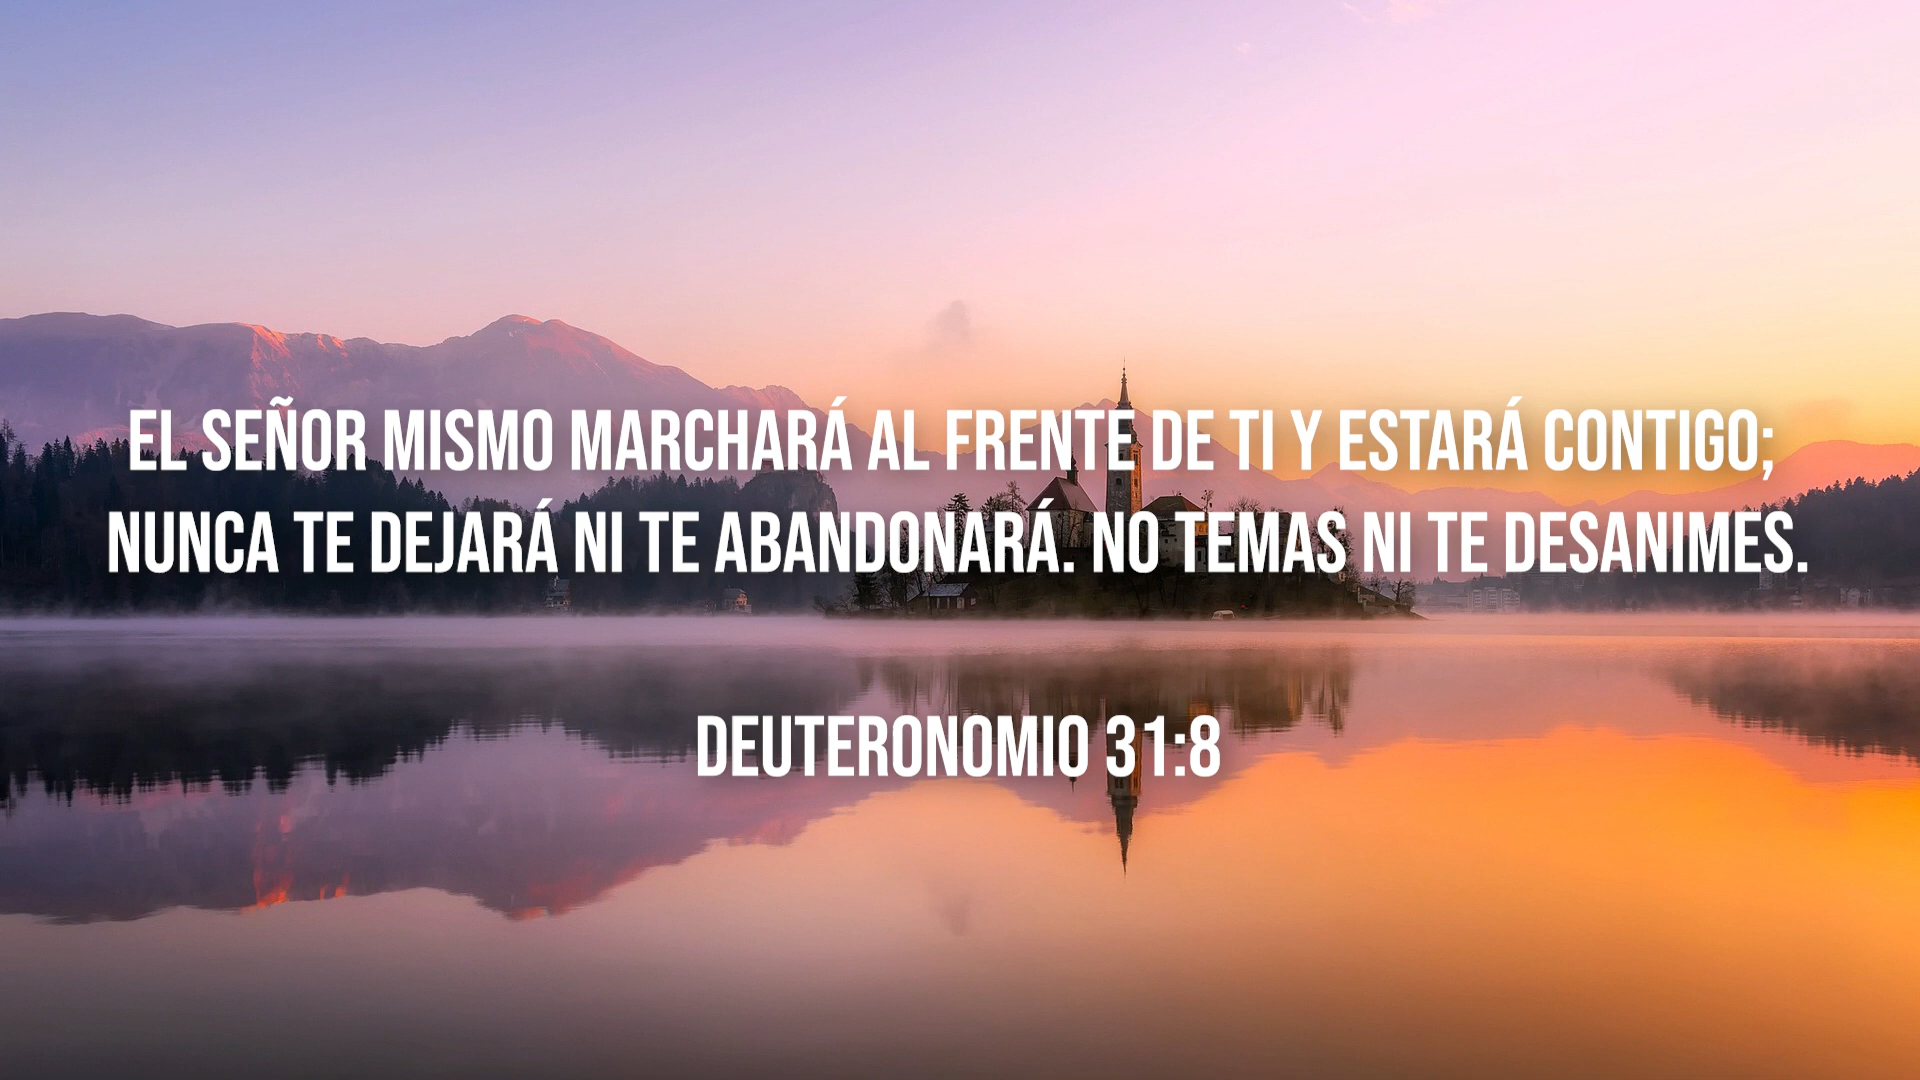 EL SEÑOR MISMO MARCHARÁ AL FRENTE DE TI Y ESTARÁ CONTIGO;
NUNCA TE DEJARÁ NI TE ABANDONARÁ. NO TEMAS NI TE DESANIMES.
DEUTERONOMIO 31:8